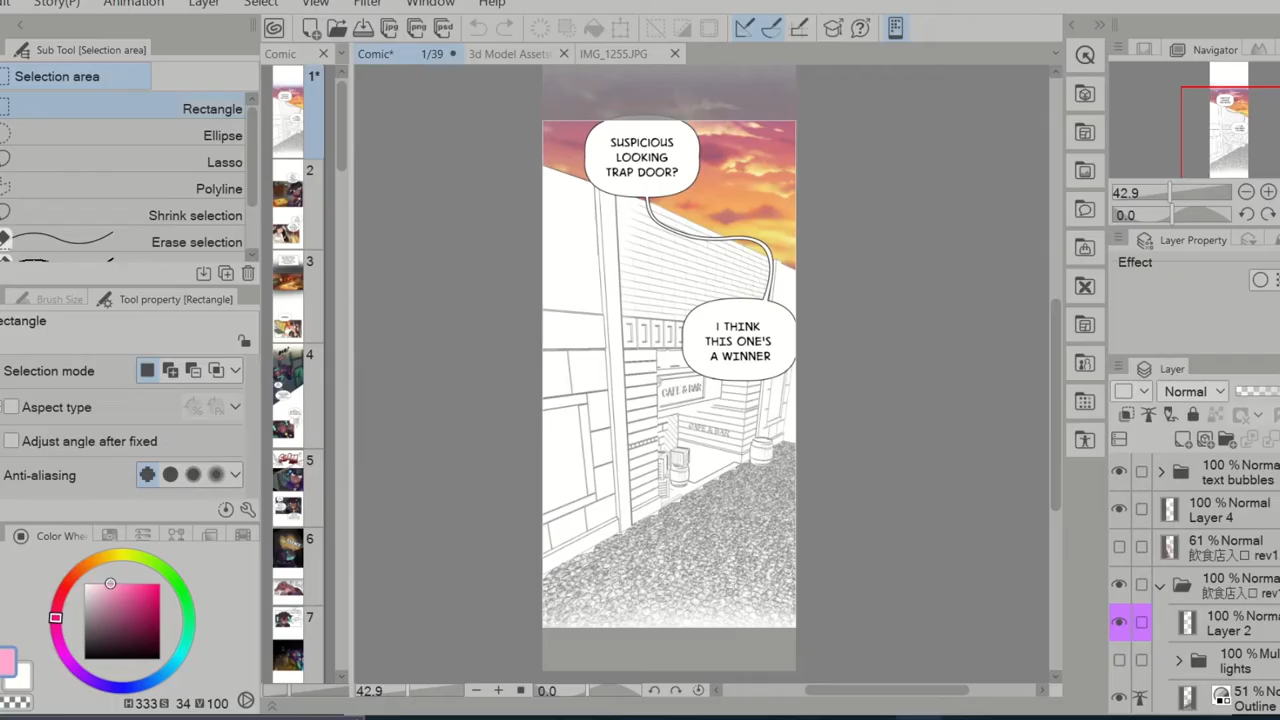 Story(P) Animation Layer Select View Filter Window Help
Sub Tool [Selection area]
Selection area
Rectangle
Ellipse
Lasso
Polyline
Shrink selection
Erase selection
Brush Size Tool property [Rectangle]
ectangle
Selection mode
Aspect type
Adjust angle after fixed
Anti-aliasing
Color Whe
H 333 S 34 V 100
jpg png psd
Comic
Comic* 1/39 3d Model Assets IMG_1255.JPG
1*
2
3
4
5
6
7
SUSPICIOUS
LOOKING
TRAP DOOR?
I THINK
THIS ONE'S
A WINNER
CAFE & BAR
CAFE & BAR
42.9 0.0
Navigator
42.9
0.0
Layer Property
Effect
Layer
Normal
100 % Normal
text bubbles
100 % Normal
Layer 4
61 % Normal
飲食店入口 rev1
100 % Normal
飲食店入口 rev1
100 % Normal
Layer 2
100 % Mul
lights
51 % No
Outline